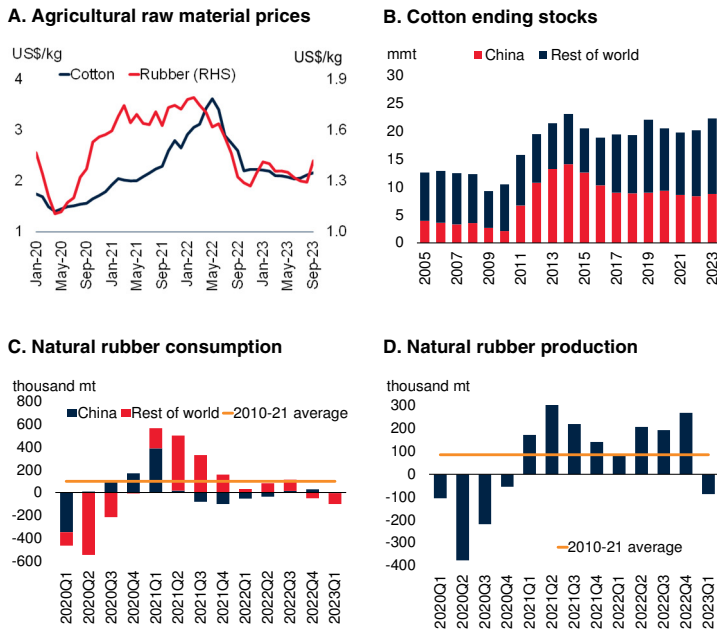 A. Agricultural raw material prices
US$/kg
US$/kg
Cotton
Rubber (RHS)
4
3
2
1
1.9
1.6
1.3
1.0
Jan-20
May-20
Sep-20
Jan-21
May-21
Sep-21
Jan-22
May-22
Sep-22
Jan-23
May-23
Sep-23
B. Cotton ending stocks
mmt
China
Rest of world
30
25
20
15
10
5
0
2005
2007
2009
2011
2013
2015
2017
2019
2021
2023
C. Natural rubber consumption
thousand mt
China
Rest of world
2010-21 average
800
600
400
200
0
-200
-400
-600
2020Q1
2020Q2
2020Q3
2020Q4
2021Q1
2021Q2
2021Q3
2021Q4
2022Q1
2022Q2
2022Q3
2022Q4
2023Q1
D. Natural rubber production
thousand mt
300
200
100
0
-100
-200
-300
-400
2010-21 average
2020Q1
2020Q2
2020Q3
2020Q4
2021Q1
2021Q2
2021Q3
2021Q4
2022Q1
2022Q2
2022Q3
2022Q4
2023Q1